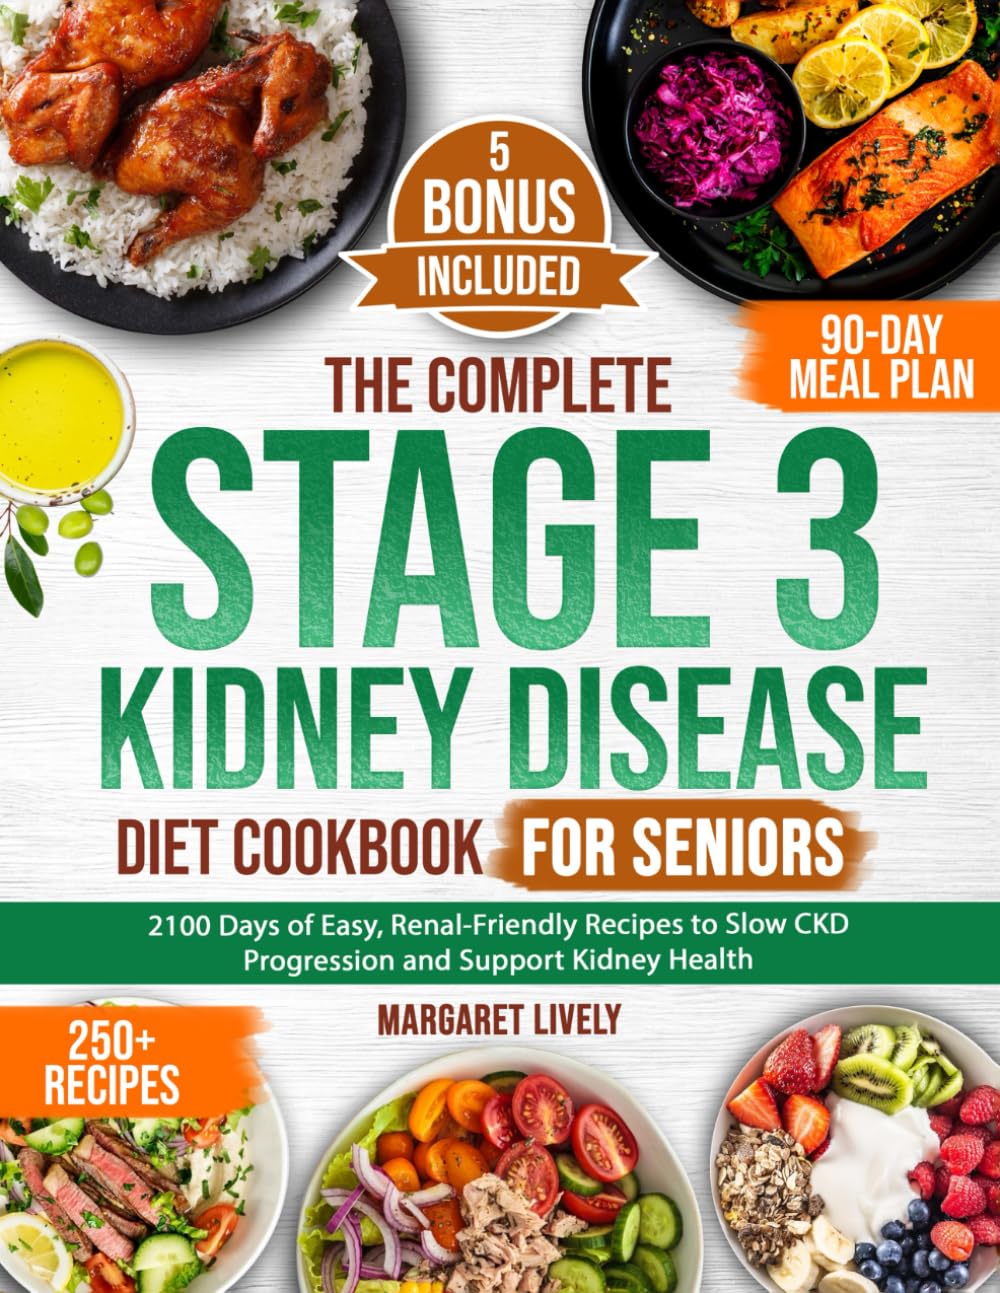 5
BONUS
INCLUDED
90-DAY
MEAL PLAN
THE COMPLETE
STAGE 3
KIDNEY DISEASE
DIET COOKBOOK FOR SENIORS
2100 Days of Easy, Renal-Friendly Recipes to Slow CKD
Progression and Support Kidney Health
MARGARET LIVELY
250+
RECIPES